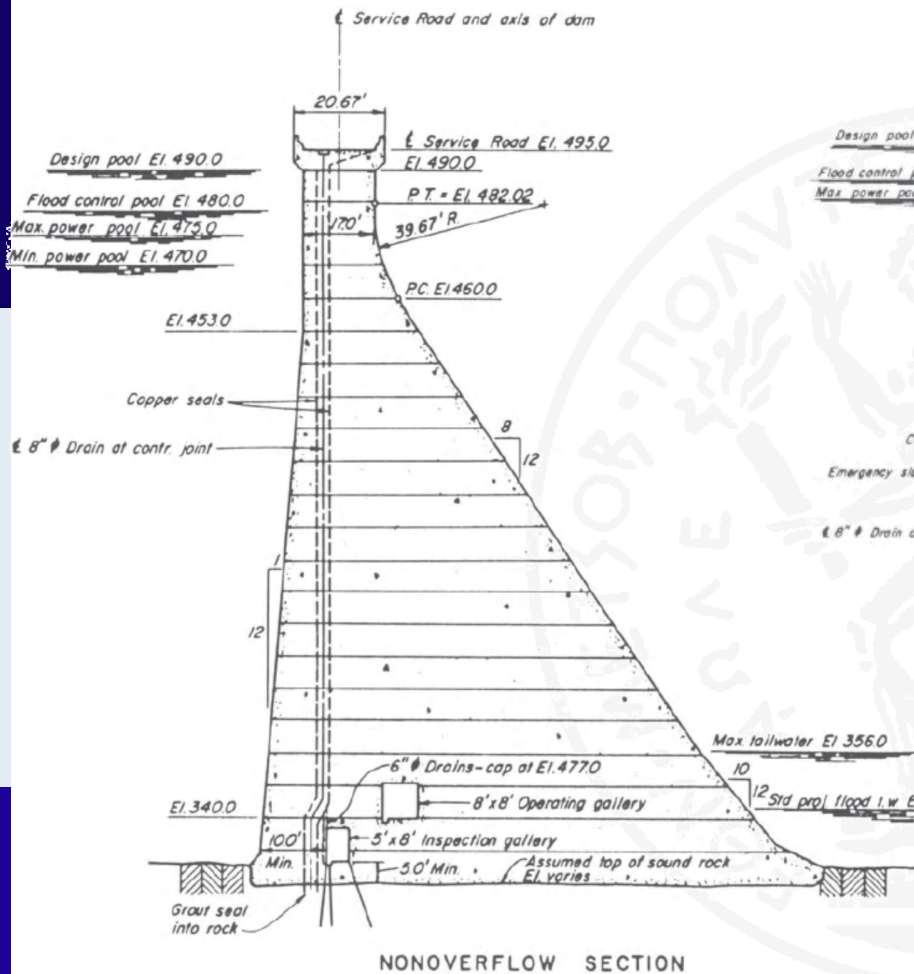 ℄ Service Road and axis of dam
20.67'
℄ Service Road El. 495.0
El. 490.0
Design pool El. 490.0
P.T. = El. 482.02
Flood control pool El. 480.0
Max. power pool El. 475.0
17.0'
39.67' R.
Min. power pool El. 470.0
P.C. El. 460.0
El. 453.0
Copper seals
℄ 8" ϕ Drain at contr. joint
8
12
1
12
Max. tailwater El 356.0
6" ϕ Drains-cap at El. 477.0
10
12
8'x8' Operating gallery
Std proj flood t.w. E
El. 340.0
10.0'
Min.
5'x8' Inspection gallery
5.0' Min.
Assumed top of sound rock
El. varies
Grout seal
into rock
NONOVERFLOW SECTION
Design pool
Flood control
Max power
Emergency
℄ 8" ϕ Drain